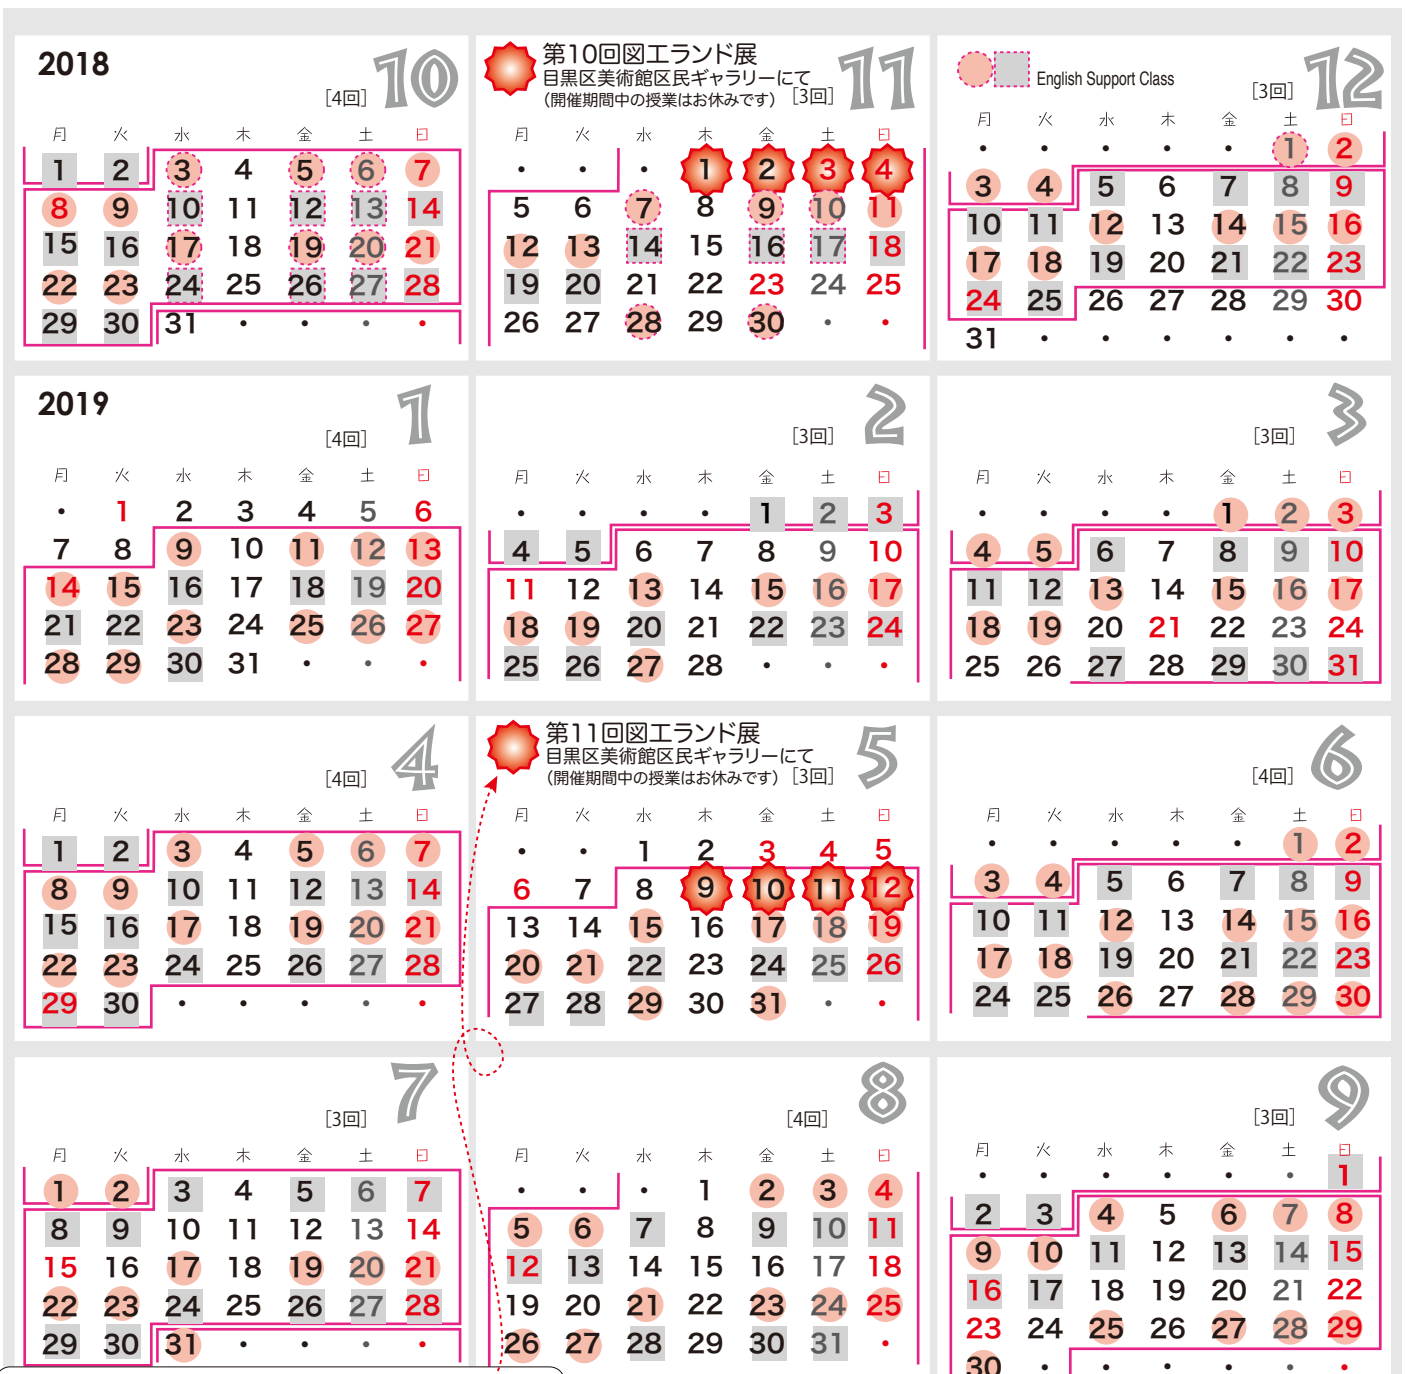 2018
10
[4回]
月 火 水 木 金 土 日
1 2 3 4 5 6 7
8 9 10 11 12 13 14
15 16 17 18 19 20 21
22 23 24 25 26 27 28
29 30 31 • • • •
第10回図工ランド展
目黒区美術館区民ギャラリーにて
(開催期間中の授業はお休みです) [3回]
11
月 火 水 木 金 土 日
• • • 1 2 3 4
5 6 7 8 9 10 11
12 13 14 15 16 17 18
19 20 21 22 23 24 25
26 27 28 29 30 • •
English Support Class
[3回]
12
月 火 水 木 金 土 日
• • • • • 1 2
3 4 5 6 7 8 9
10 11 12 13 14 15 16
17 18 19 20 21 22 23
24 25 26 27 28 29 30
31 • • • • • •
2019
1
[4回]
月 火 水 木 金 土 日
• 1 2 3 4 5 6
7 8 9 10 11 12 13
14 15 16 17 18 19 20
21 22 23 24 25 26 27
28 29 30 31 • • •
2
[3回]
月 火 水 木 金 土 日
• • • • 1 2 3
4 5 6 7 8 9 10
11 12 13 14 15 16 17
18 19 20 21 22 23 24
25 26 27 28 • • •
3
[3回]
月 火 水 木 金 土 日
• • • • 1 2 3
4 5 6 7 8 9 10
11 12 13 14 15 16 17
18 19 20 21 22 23 24
25 26 27 28 29 30 31
4
[4回]
月 火 水 木 金 土 日
1 2 3 4 5 6 7
8 9 10 11 12 13 14
15 16 17 18 19 20 21
22 23 24 25 26 27 28
29 30 • • • • •
第11回図工ランド展
目黒区美術館区民ギャラリーにて
(開催期間中の授業はお休みです) [3回]
5
月 火 水 木 金 土 日
• • 1 2 3 4 5
6 7 8 9 10 11 12
13 14 15 16 17 18 19
20 21 22 23 24 25 26
27 28 29 30 31 • •
6
[4回]
月 火 水 木 金 土 日
• • • • • 1 2
3 4 5 6 7 8 9
10 11 12 13 14 15 16
17 18 19 20 21 22 23
24 25 26 27 28 29 30
7
[3回]
月 火 水 木 金 土 日
1 2 3 4 5 6 7
8 9 10 11 12 13 14
15 16 17 18 19 20 21
22 23 24 25 26 27 28
29 30 31 • • • •
8
[4回]
月 火 水 木 金 土 日
• • • 1 2 3 4
5 6 7 8 9 10 11
12 13 14 15 16 17 18
19 20 21 22 23 24 25
26 27 28 29 30 31 •
9
[3回]
月 火 水 木 金 土 日
• • • • • • 1
2 3 4 5 6 7 8
9 10 11 12 13 14 15
16 17 18 19 20 21 22
23 24 25 26 27 28 29
30 • • • • • •